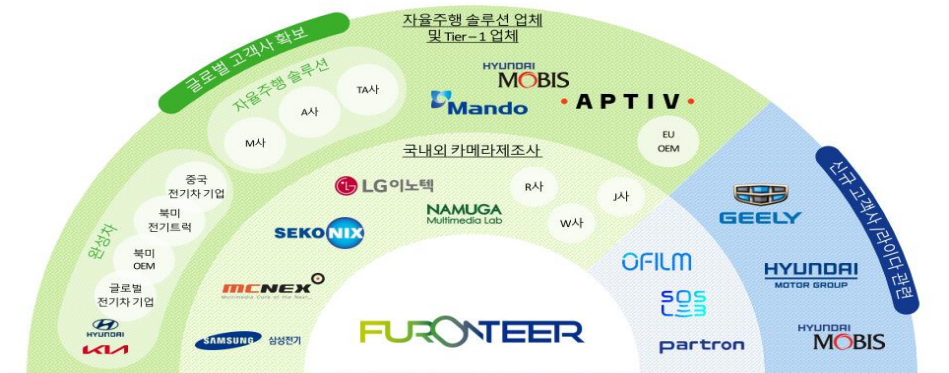 자율주행 솔루션 업체
및 Tier – 1 업체
글로벌 고객사 확보
자율주행 솔루션
TA사
A사
M사
HYUNDAI
MOBIS
Mando
APTIV
EU
OEM
국내외 카메라제조사
LG이노텍
R사
J사
W사
NAMUGA
Multimedia Lab
SEKONIX
MCNEX
SAMSUNG 삼성전기
완성차
중국
전기차 기업
북미
전기트럭
북미
OEM
글로벌
전기차 기업
HYUNDAI
KIA
FURONTEER
OFILM
SOS
LAB
partron
신규 고객사 / 라이다 관련
GEELY
HYUNDAI
MOTOR GROUP
HYUNDAI
MOBIS